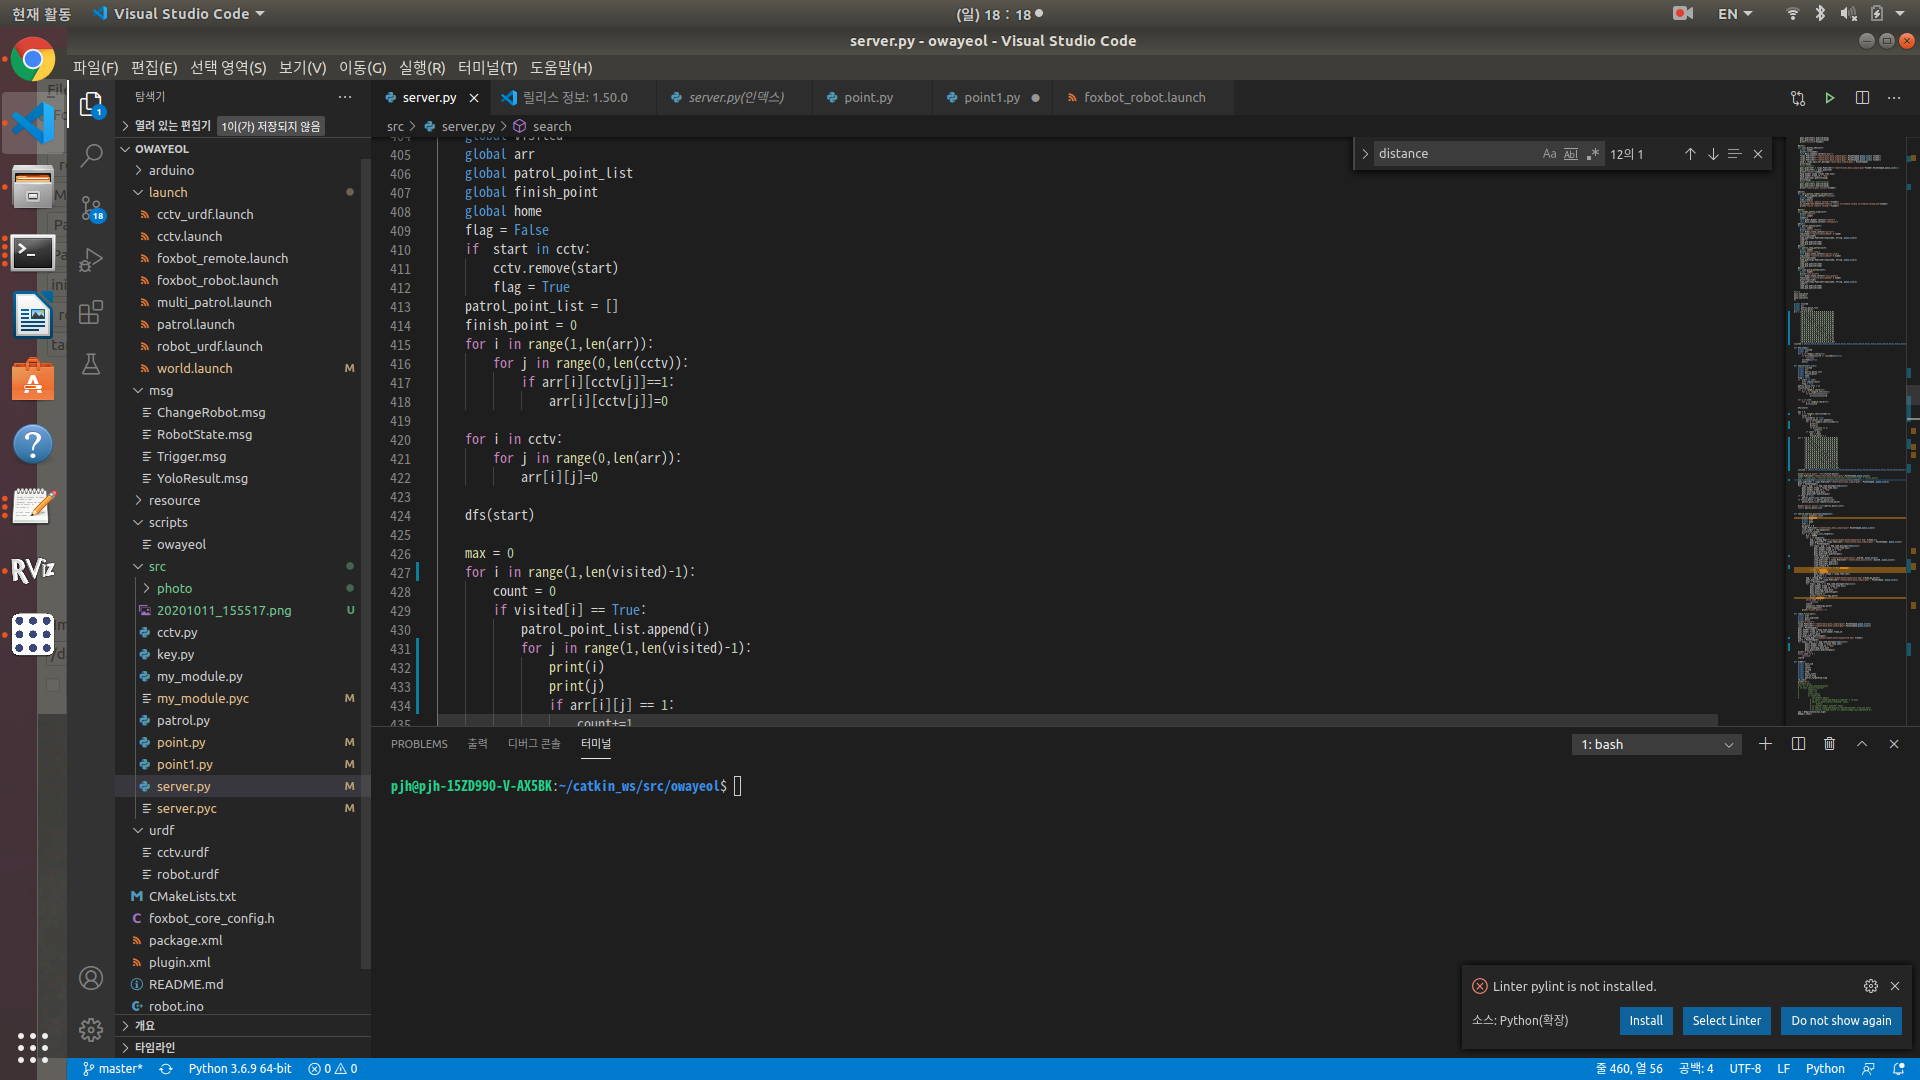 현재 활동 Visual Studio Code (일) 18 : 18 EN
server.py - owayeol - Visual Studio Code
파일(F) 편집(E) 선택 영역(S) 보기(V) 이동(G) 실행(R) 터미널(T) 도움말(H)
탐색기
열려 있는 편집기 1이(가) 저장되지 않음
OWAYEOL
arduino
launch
cctv_urdf.launch
cctv.launch
foxbot_remote.launch
foxbot_robot.launch
multi_patrol.launch
patrol.launch
robot_urdf.launch
world.launch M
msg
ChangeRobot.msg
RobotState.msg
Trigger.msg
YoloResult.msg
resource
scripts
owayeol
src
photo
20201011_155517.png U
cctv.py
key.py
my_module.py
my_module.pyc M
patrol.py
point.py M
point1.py M
server.py M
server.pyc M
urdf
cctv.urdf
robot.urdf
CMakeLists.txt
foxbot_core_config.h
package.xml
plugin.xml
README.md
robot.ino
개요
타임라인
1
18
RViz
server.py 릴리스 정보: 1.50.0 server.py(인덱스) point.py point1.py foxbot_robot.launch
src server.py search
distance Aa Abl .* 12의 1
404 global visited
405 global arr
406 global patrol_point_list
407 global finish_point
408 global home
409 flag = False
410 if  start in cctv:
411 cctv.remove(start)
412 flag = True
413 patrol_point_list = []
414 finish_point = 0
415 for i in range(1,len(arr)):
416 for j in range(0,len(cctv)):
417 if arr[i][cctv[j]]==1:
418 arr[i][cctv[j]]=0
419
420 for i in cctv:
421 for j in range(0,len(arr)):
422 arr[i][j]=0
423
424 dfs(start)
425
426 max = 0
427 for i in range(1,len(visited)-1):
428 count = 0
429 if visited[i] == True:
430 patrol_point_list.append(i)
431 for j in range(1,len(visited)-1):
432 print(i)
433 print(j)
434 if arr[i][j] == 1:
435 count+=1
PROBLEMS 출력 디버그 콘솔 터미널 1: bash
pjh@pjh-15ZD990-V-AX5BK:~/catkin_ws/src/owayeol$
Linter pylint is not installed.
소스: Python(확장) Install Select Linter Do not show again
master* Python 3.6.9 64-bit 0 0 줄 460, 열 56 공백: 4 UTF-8 LF Python